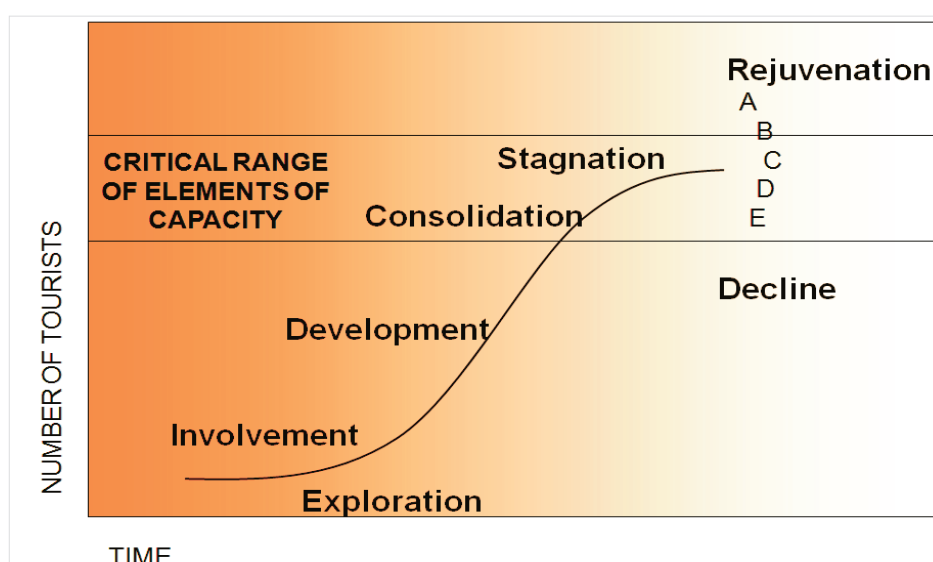 Rejuvenation
A
B
CRITICAL RANGE
OF ELEMENTS OF
CAPACITY
Stagnation
C
D
Consolidation
E
Decline
Development
Involvement
Exploration
NUMBER OF TOURISTS
TIME